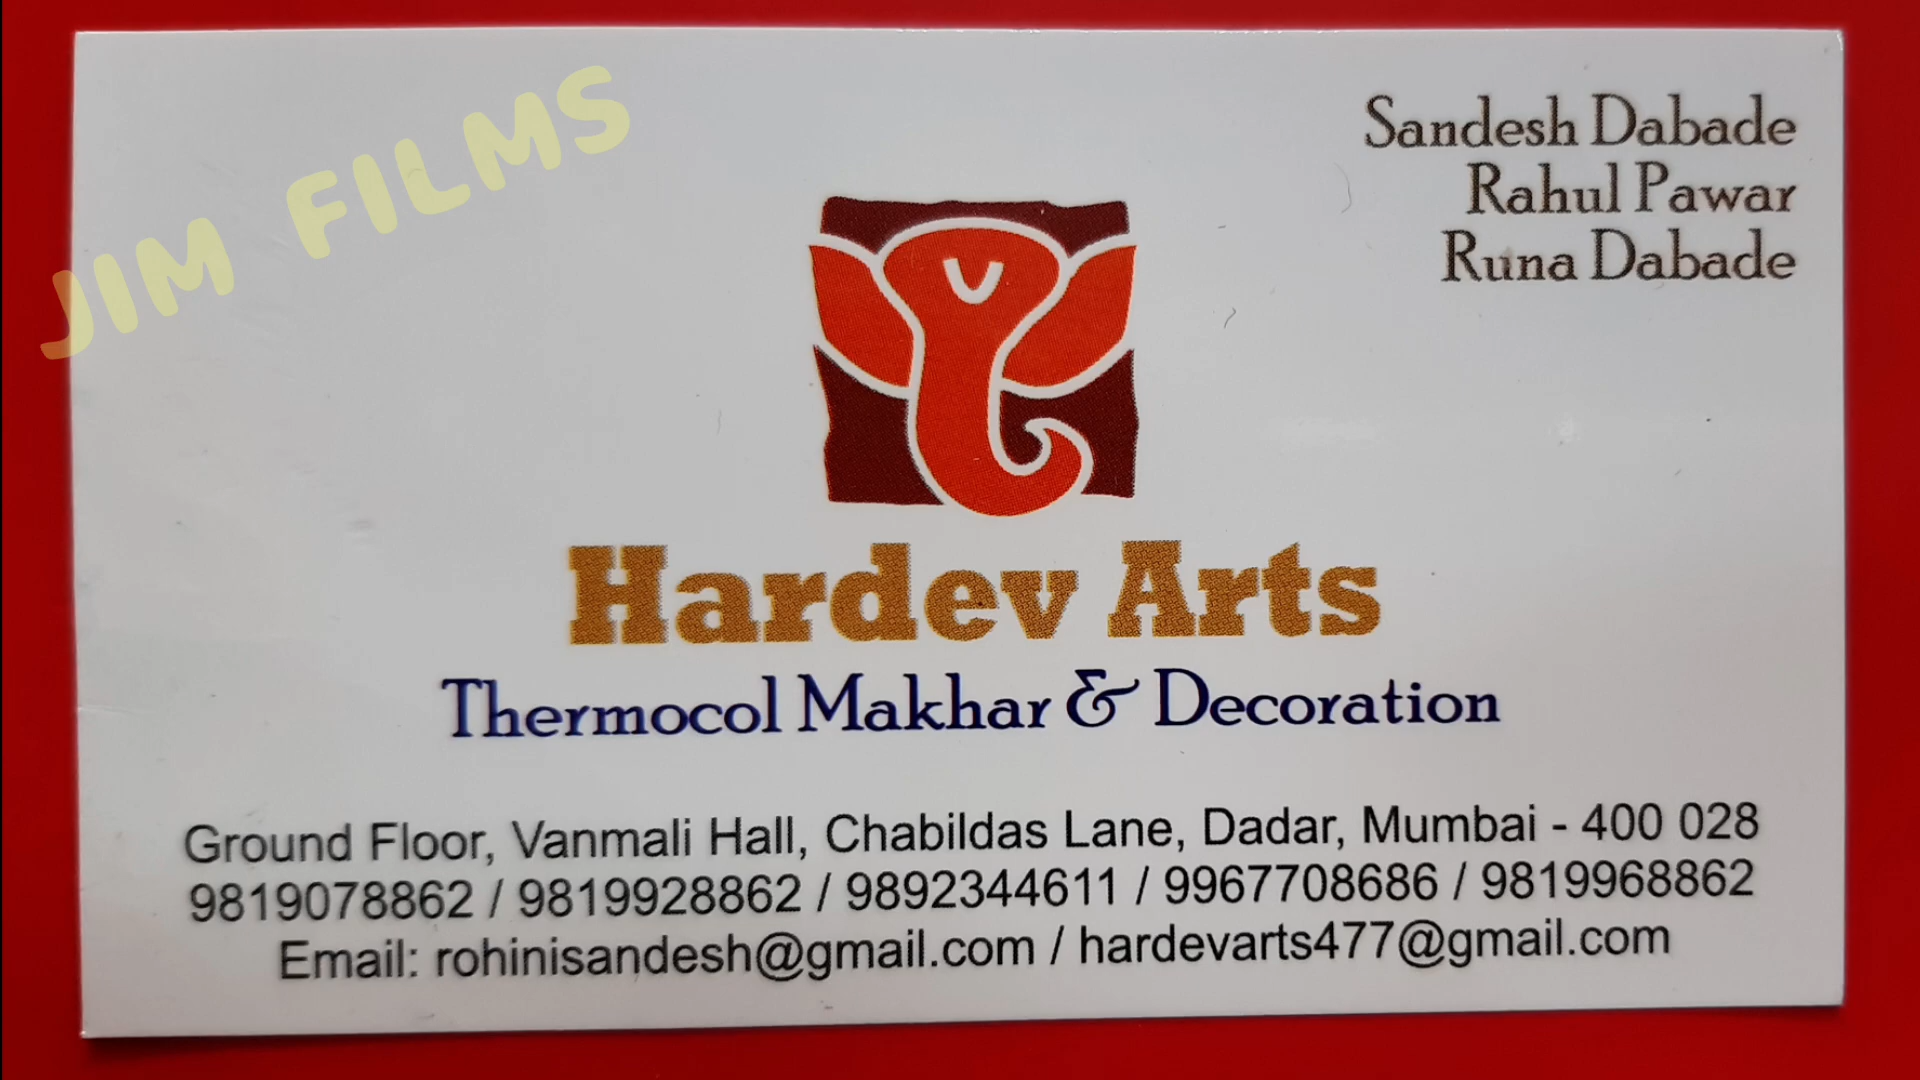 JIM FILMS
Sandesh Dabade
Rahul Pawar
Runa Dabade
Hardev Arts
Thermocol Makhar & Decoration
Ground Floor, Vanmali Hall, Chabildas Lane, Dadar, Mumbai - 400 028
9819078862 / 9819928862 / 9892344611 / 9967708686 / 9819968862
Email: rohinisandesh@gmail.com / hardevarts477@gmail.com